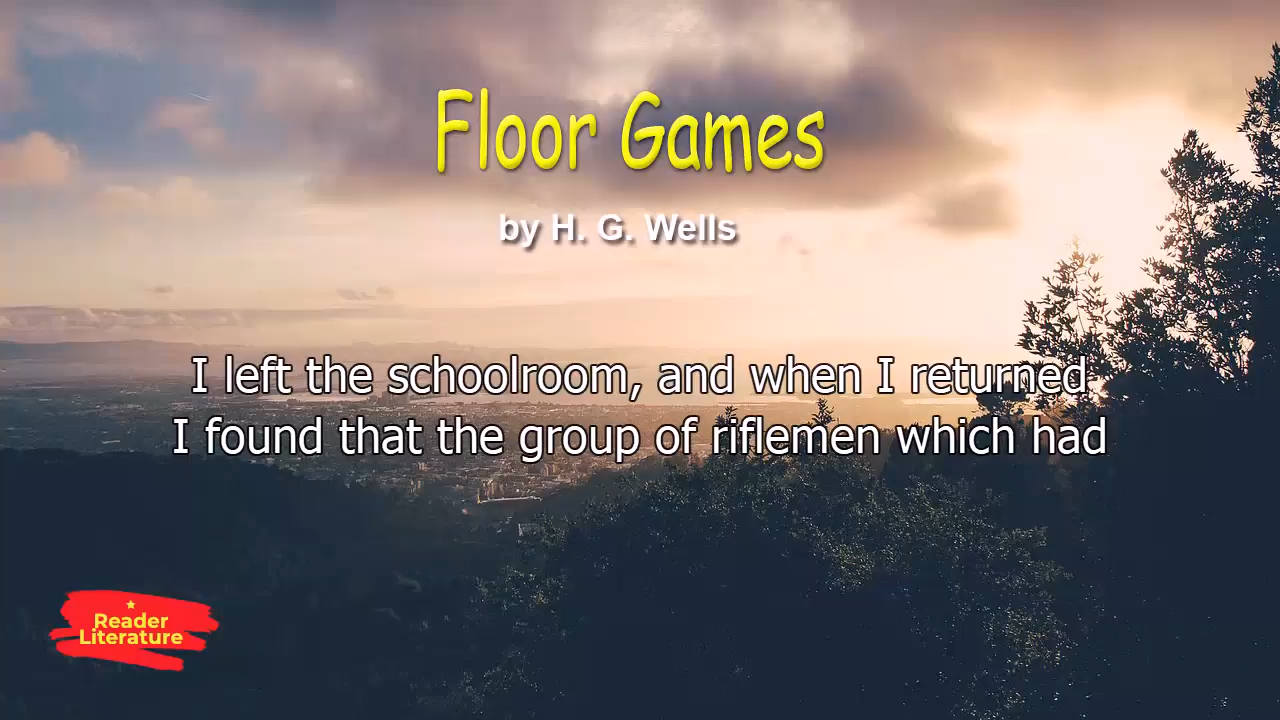 Floor Games
by H. G. Wells
I left the schoolroom, and when I returned
I found that the group of riflemen which had
Reader
Literature